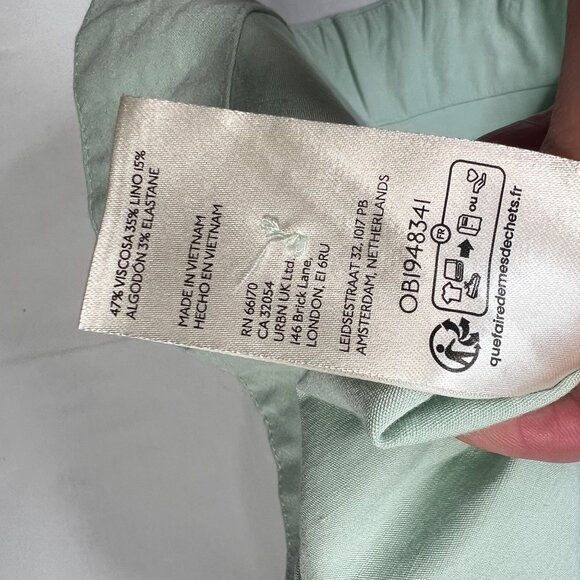 47% VISCOSA 35% LINO 15%
ALGODÓN 3% ELASTANE
MADE IN VIETNAM
HECHO EN VIETNAM
RN 66170
CA 32054
URBN UK Ltd.
146 Brick Lane,
LONDON, E1 6RU
LEIDSESTRAAT 32, 1017 PB
AMSTERDAM, NETHERLANDS
OB1948341
FR
ou
quefairedemesdechets.fr